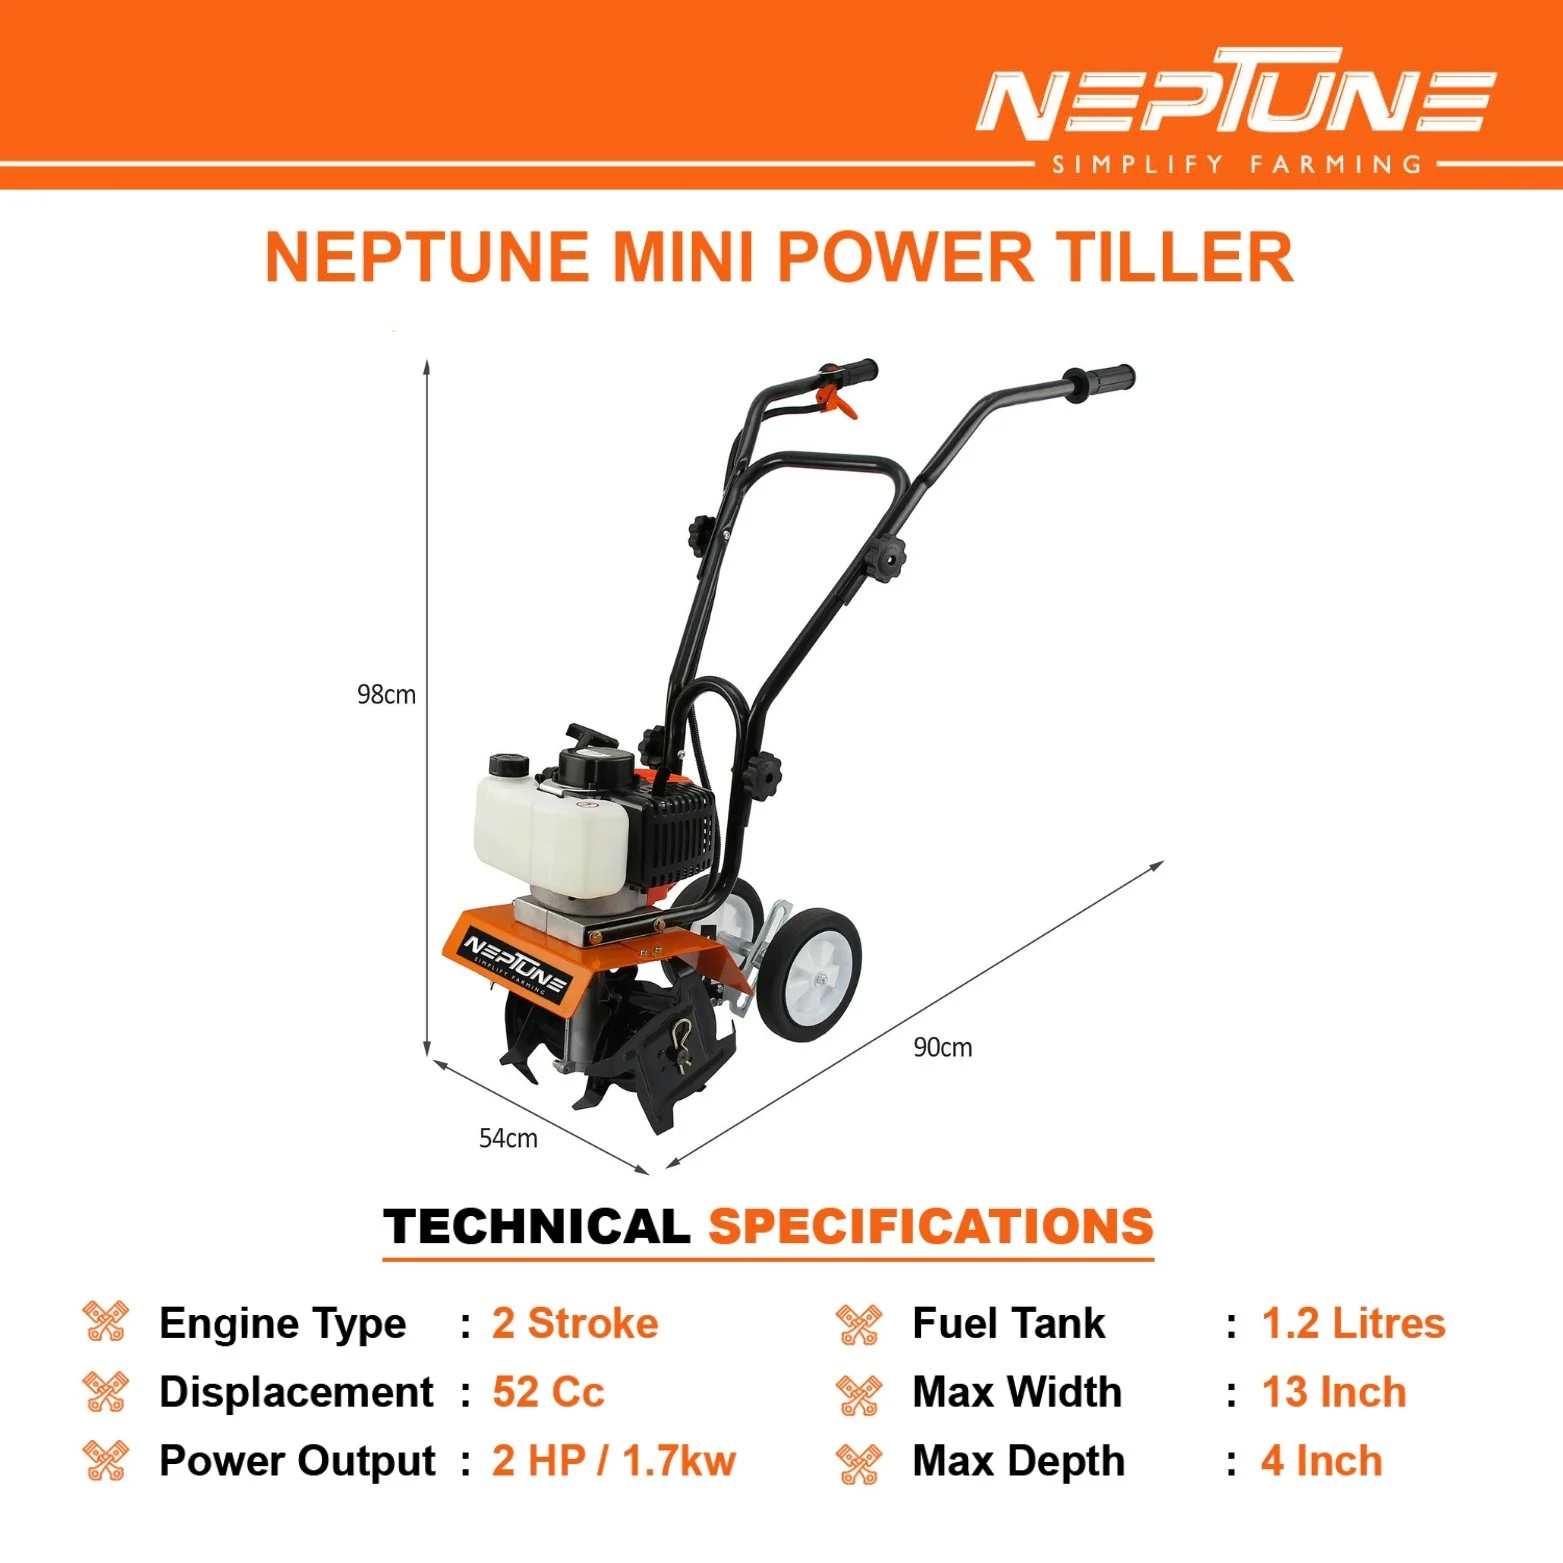 NEPTUNE
SIMPLIFY FARMING
NEPTUNE MINI POWER TILLER
98cm
NEPTUNE
SIMPLIFY FARMING
90cm
54cm
TECHNICAL SPECIFICATIONS
Engine Type : 2 Stroke
Fuel Tank : 1.2 Litres
Displacement : 52 Cc
Max Width : 13 Inch
Power Output : 2 HP / 1.7kw
Max Depth : 4 Inch